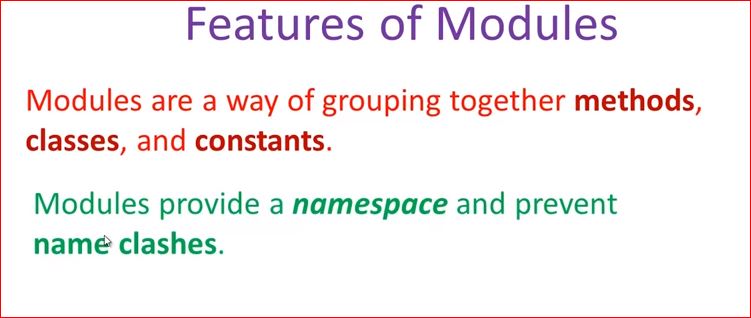 Features of Modules
Modules are a way of grouping together methods,
classes, and constants.
Modules provide a namespace and prevent
name clashes.